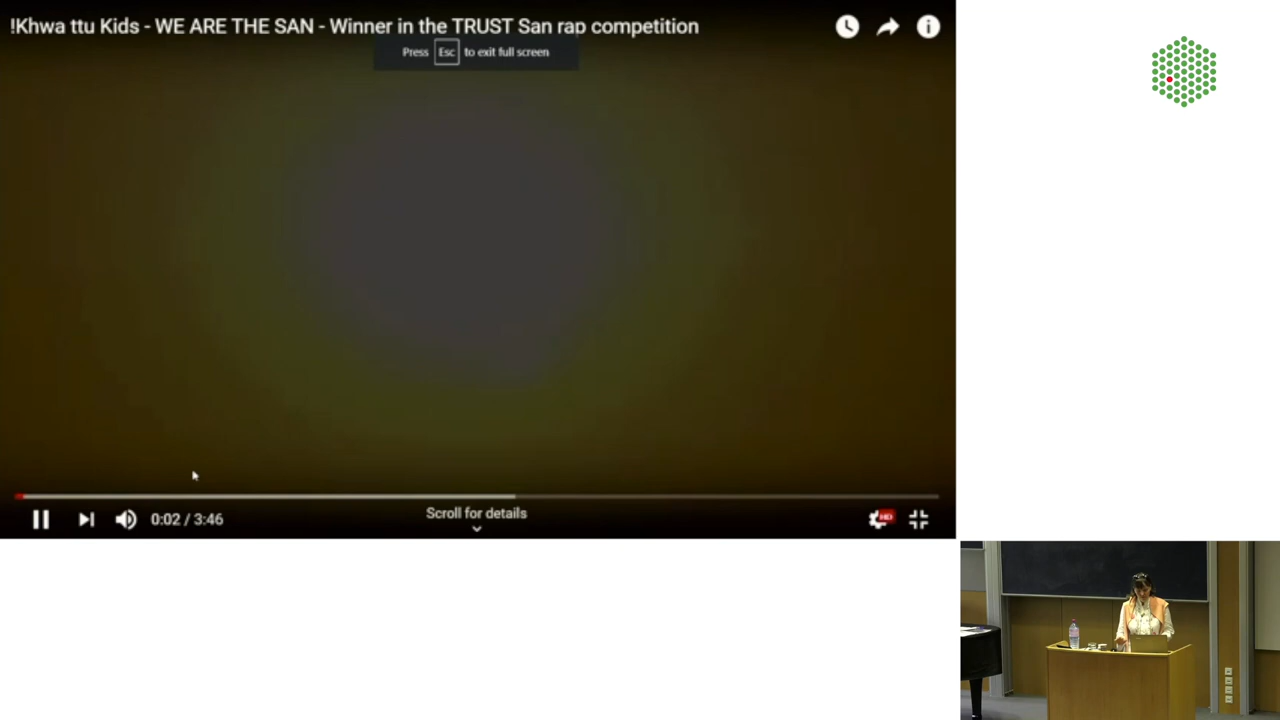 !Khwa ttu Kids - WE ARE THE SAN - Winner in the TRUST San rap competition
Press Esc to exit full screen
Scroll for details
0:02 / 3:46
HD